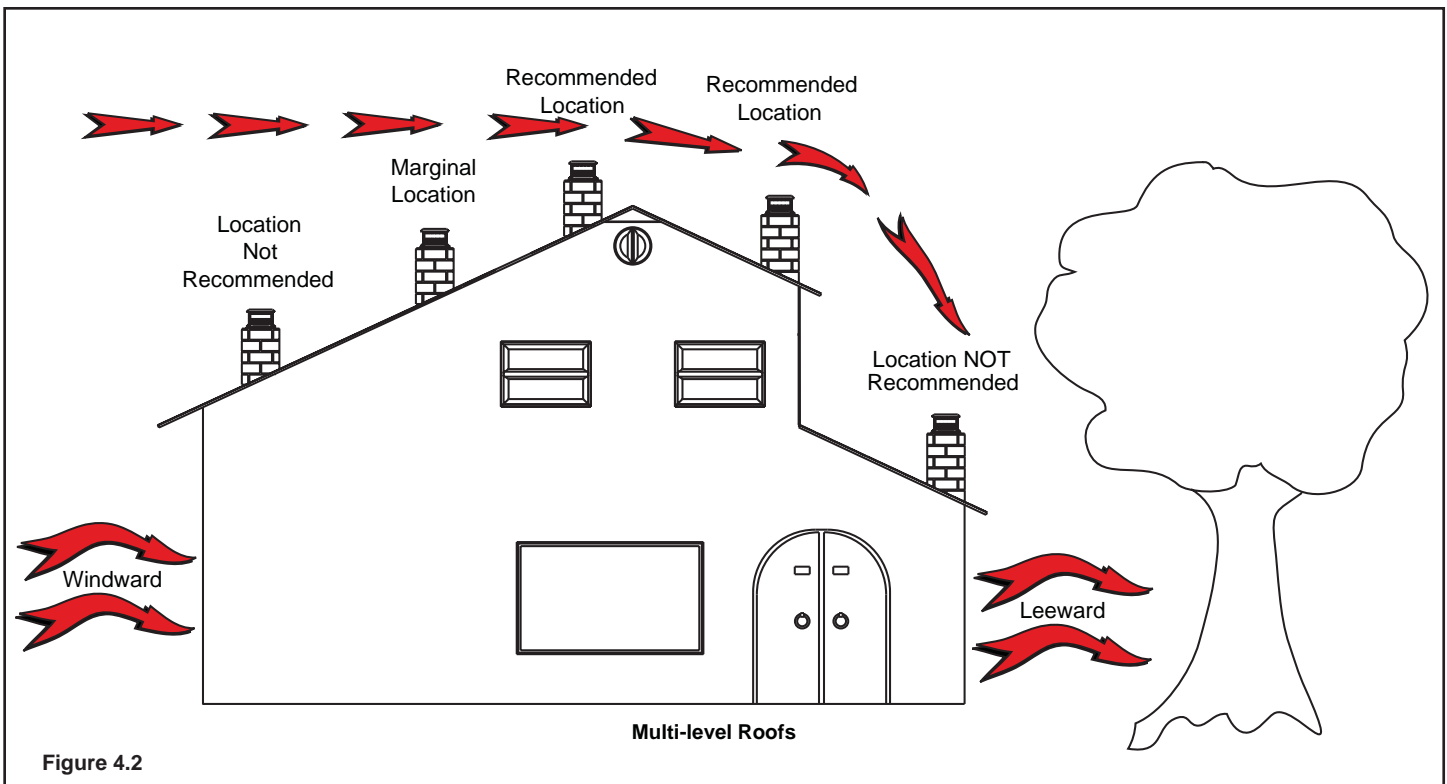 Recommended
Location
Recommended
Location
Marginal
Location
Location
Not
Recommended
Location NOT
Recommended
Windward
Leeward
Multi-level Roofs
Figure 4.2